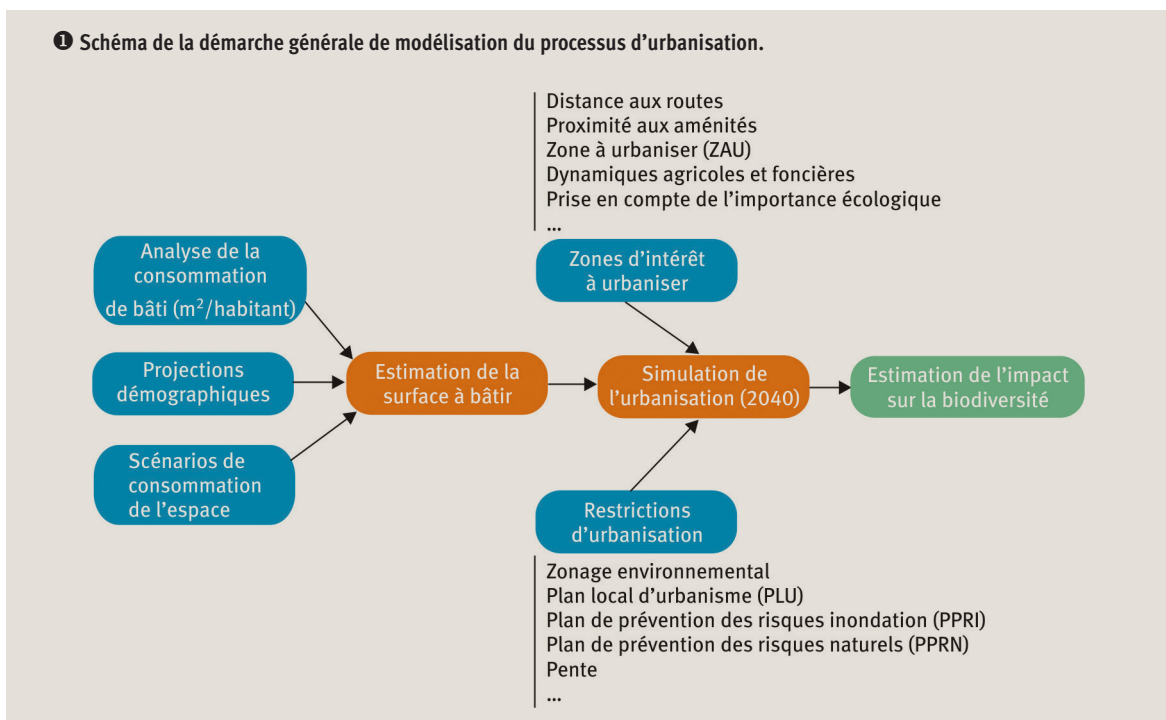 ❶ Schéma de la démarche générale de modélisation du processus d’urbanisation.
Distance aux routes
Proximité aux aménités
Zone à urbaniser (ZAU)
Dynamiques agricoles et foncières
Prise en compte de l’importance écologique
...
Analyse de la
consommation
de bâti (m²/habitant)
Zones d’intérêt
à urbaniser
Projections
démographiques
Estimation de la
surface à bâtir
Simulation de
l’urbanisation (2040)
Estimation de l’impact
sur la biodiversité
Scénarios de
consommation
de l’espace
Restrictions
d’urbanisation
Zonage environnemental
Plan local d’urbanisme (PLU)
Plan de prévention des risques inondation (PPRI)
Plan de prévention des risques naturels (PPRN)
Pente
...